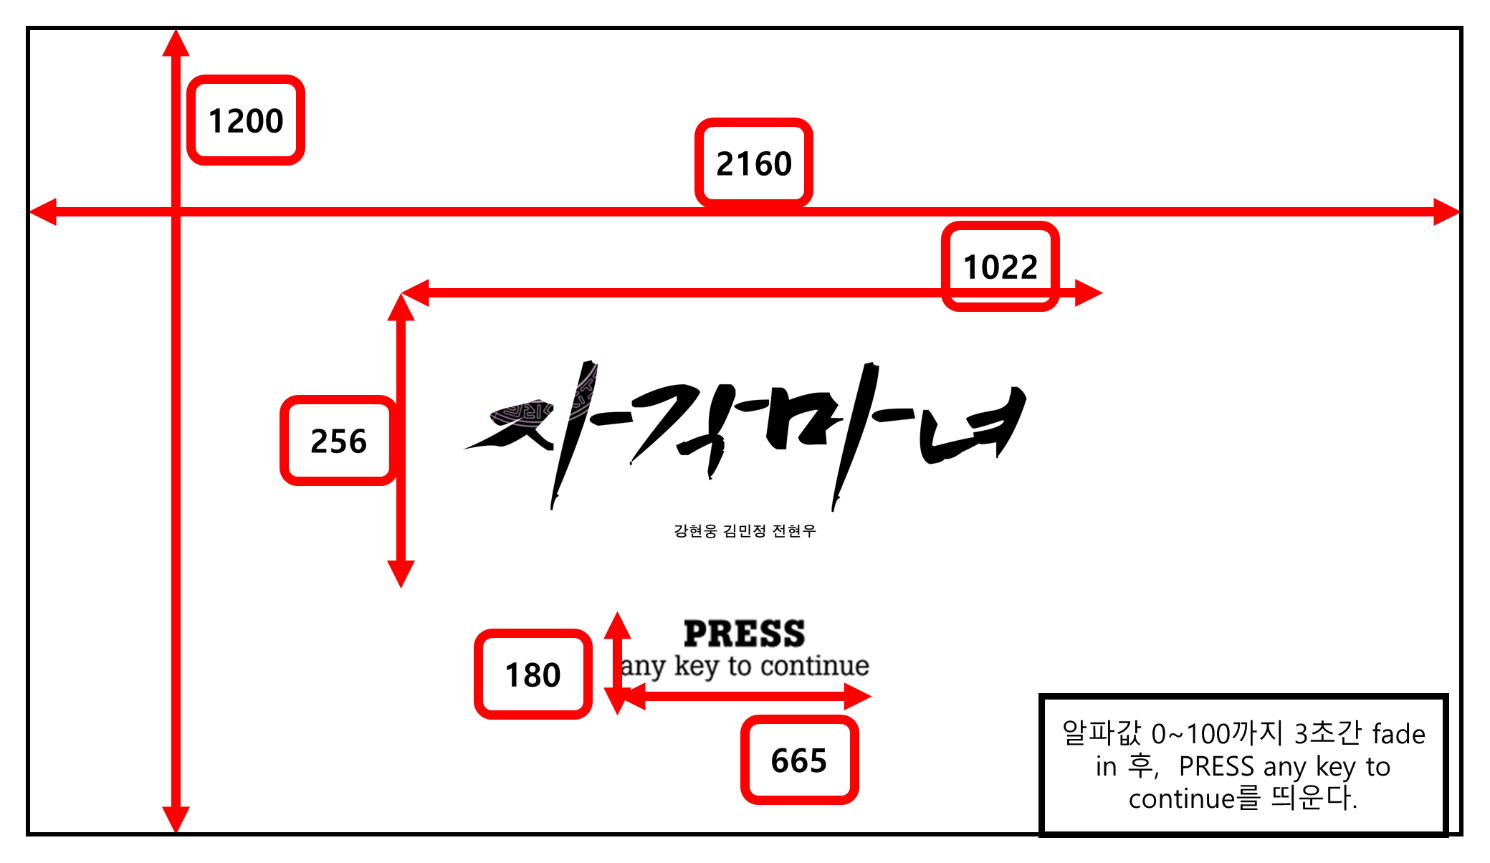 1200
2160
1022
자각마녀
256
강현웅 김민정 전현우
PRESS
any key to continue
180
665
알파값 0~100까지 3초간 fade
in 후, PRESS any key to
continue를 띄운다.